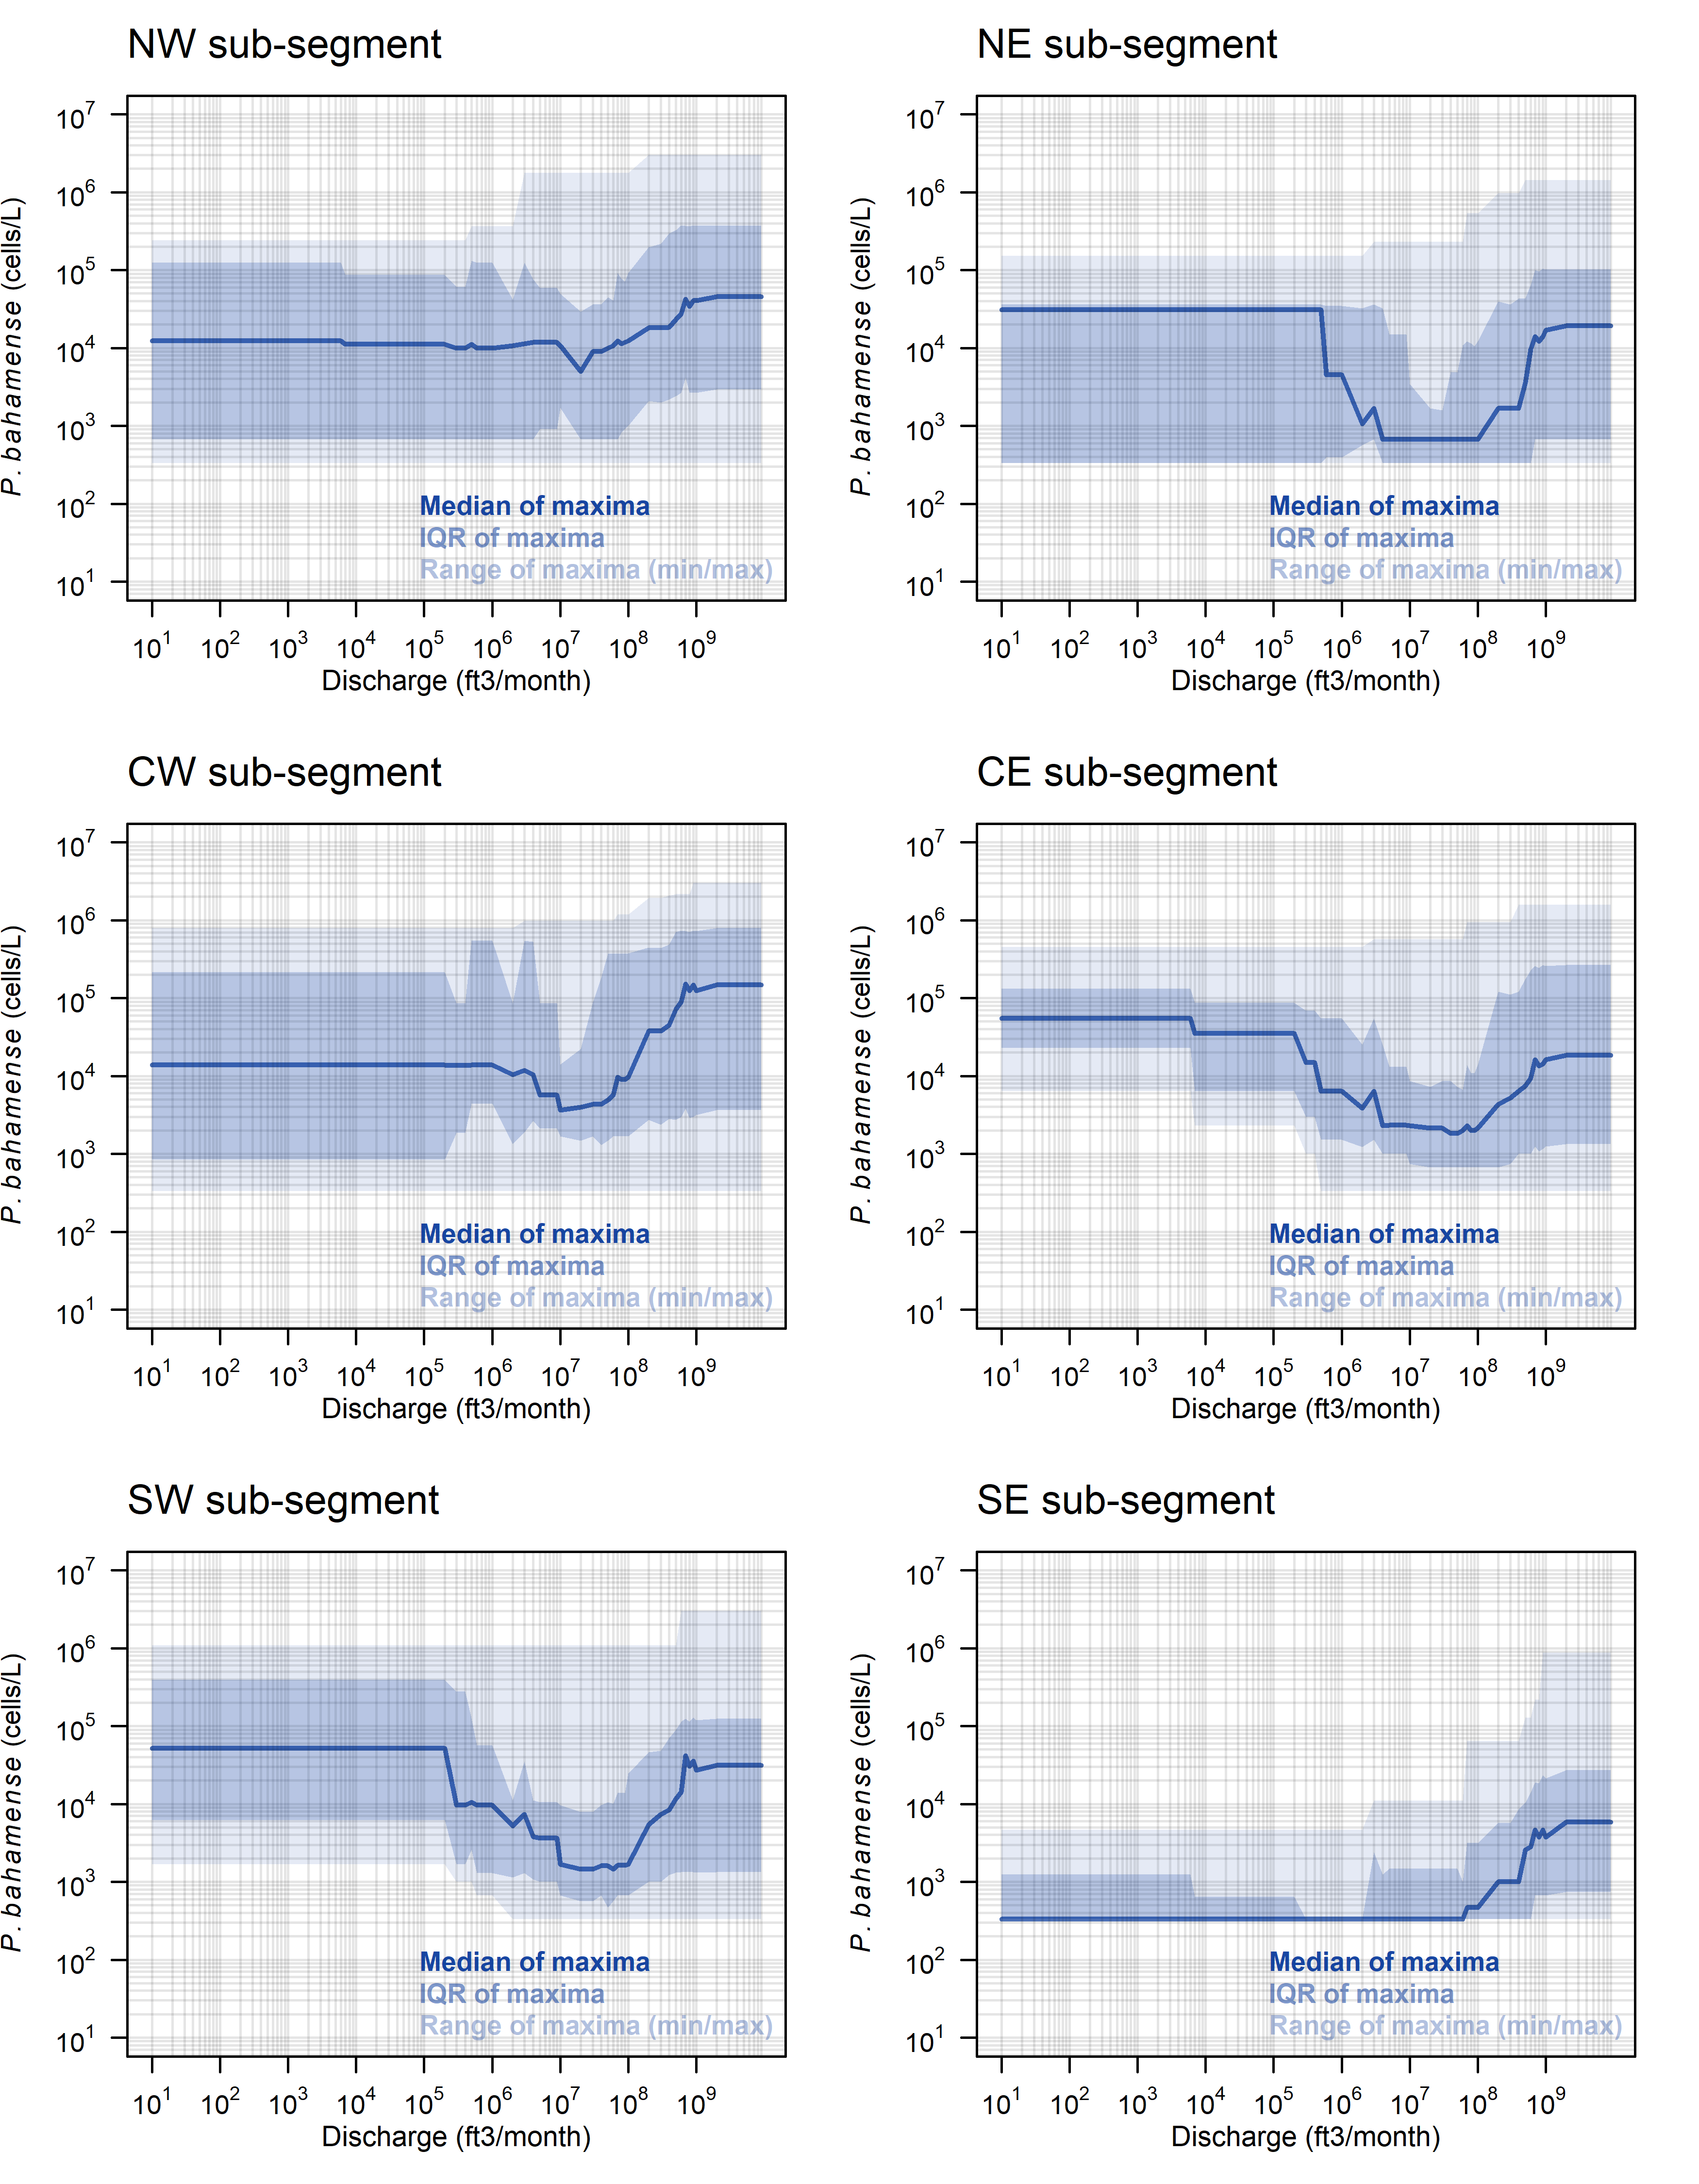 NW sub-segment
10^7
10^6
10^5
10^4
10^3
10^2
10^1
P. bahamense (cells/L)
Median of maxima
IQR of maxima
Range of maxima (min/max)
10^1 10^2 10^3 10^4 10^5 10^6 10^7 10^8 10^9
Discharge (ft3/month)
NE sub-segment
10^7
10^6
10^5
10^4
10^3
10^2
10^1
P. bahamense (cells/L)
Median of maxima
IQR of maxima
Range of maxima (min/max)
10^1 10^2 10^3 10^4 10^5 10^6 10^7 10^8 10^9
Discharge (ft3/month)
CW sub-segment
10^7
10^6
10^5
10^4
10^3
10^2
10^1
P. bahamense (cells/L)
Median of maxima
IQR of maxima
Range of maxima (min/max)
10^1 10^2 10^3 10^4 10^5 10^6 10^7 10^8 10^9
Discharge (ft3/month)
CE sub-segment
10^7
10^6
10^5
10^4
10^3
10^2
10^1
P. bahamense (cells/L)
Median of maxima
IQR of maxima
Range of maxima (min/max)
10^1 10^2 10^3 10^4 10^5 10^6 10^7 10^8 10^9
Discharge (ft3/month)
SW sub-segment
10^7
10^6
10^5
10^4
10^3
10^2
10^1
P. bahamense (cells/L)
Median of maxima
IQR of maxima
Range of maxima (min/max)
10^1 10^2 10^3 10^4 10^5 10^6 10^7 10^8 10^9
Discharge (ft3/month)
SE sub-segment
10^7
10^6
10^5
10^4
10^3
10^2
10^1
P. bahamense (cells/L)
Median of maxima
IQR of maxima
Range of maxima (min/max)
10^1 10^2 10^3 10^4 10^5 10^6 10^7 10^8 10^9
Discharge (ft3/month)